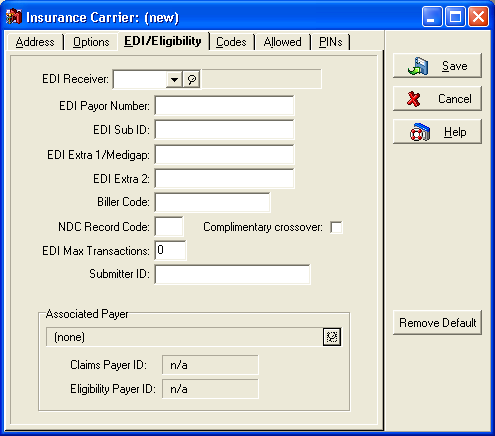 Insurance Carrier: (new)
Address Options EDI/Eligibility Codes Allowed PINs
EDI Receiver:
EDI Payor Number:
EDI Sub ID:
EDI Extra 1/Medigap:
EDI Extra 2:
Biller Code:
NDC Record Code: Complimentary crossover:
EDI Max Transactions: 0
Submitter ID:
Associated Payer
(none)
Claims Payer ID: n/a
Eligibility Payer ID: n/a
Save
Cancel
Help
Remove Default